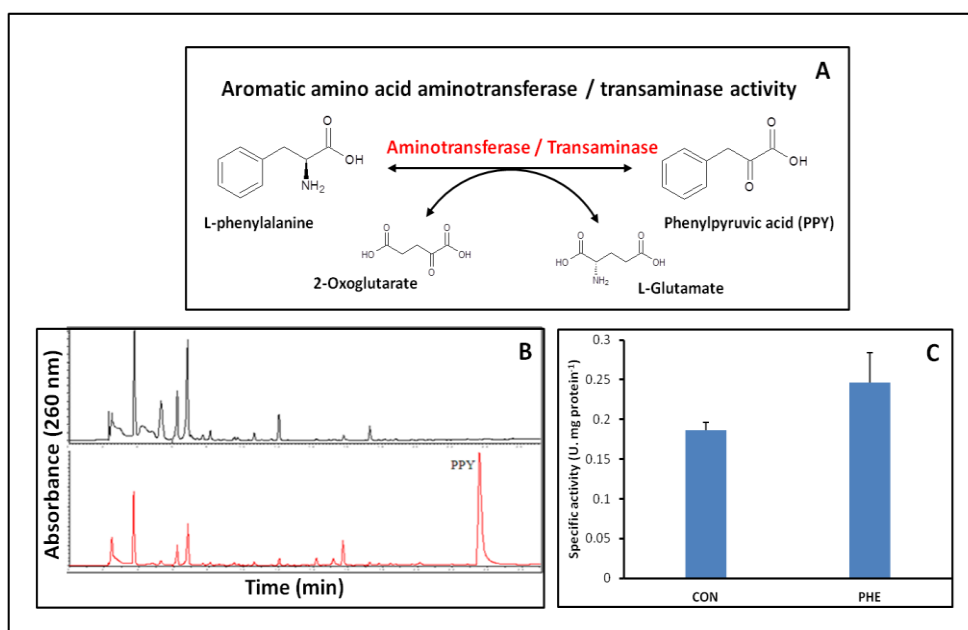 A
Aromatic amino acid aminotransferase / transaminase activity
O
OH
NH₂
L-phenylalanine
Aminotransferase / Transaminase
O
OH
O
Phenylpyruvic acid (PPY)
O
O
HO
OH
O
2-Oxoglutarate
O
O
HO
OH
NH₂
L-Glutamate
B
Absorbance (260 nm)
PPY
Time (min)
C
Specific activity (U. mg protein⁻¹)
0.3
0.25
0.2
0.15
0.1
0.05
0
CON
PHE